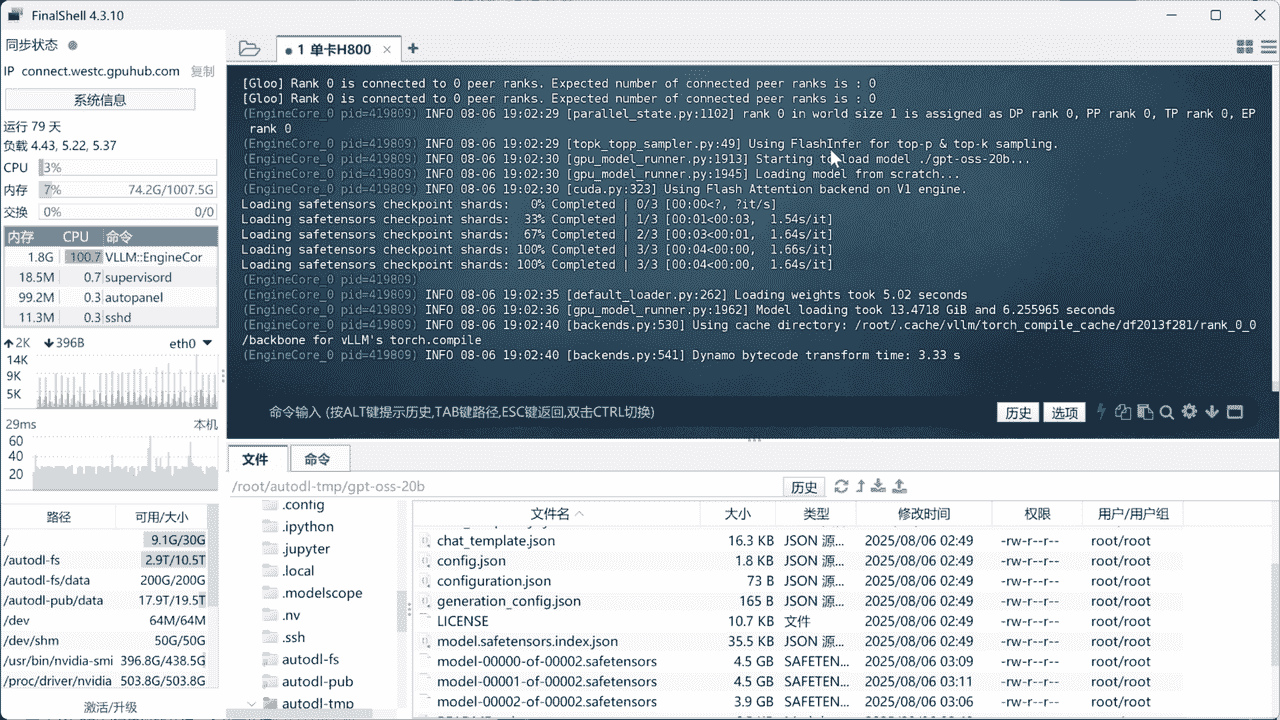 FinalShell 4.3.10
同步状态
IP connect.westc.gpuhub.com 复制
系统信息
运行 79 天
负载 4.43, 5.22, 5.37
CPU 3%
内存 7% 74.2G/1007.5G
交换 0% 0/0
内存 CPU 命令
1.8G 100.7 VLLM::EngineCor
18.5M 0.7 supervisord
99.2M 0.3 autopanel
11.3M 0.3 sshd
2K 396B eth0
14K
9K
5K
29ms 本机
60
40
20
路径 可用/大小
/ 9.1G/30G
/autodl-fs 2.9T/10.5T
/autodl-fs/data 200G/200G
/autodl-pub/data 17.9T/19.5T
/dev 64M/64M
/dev/shm 50G/50G
/usr/bin/nvidia-smi 396.8G/438.5G
/proc/driver/nvidia 503.8G/503.8G
激活/升级
1 单卡H800
[Gloo] Rank 0 is connected to 0 peer ranks. Expected number of connected peer ranks is : 0
[Gloo] Rank 0 is connected to 0 peer ranks. Expected number of connected peer ranks is : 0
(EngineCore_0 pid=419809) INFO 08-06 19:02:29 [parallel_state.py:1102] rank 0 in world size 1 is assigned as DP rank 0, PP rank 0, TP rank 0, EP
rank 0
(EngineCore_0 pid=419809) INFO 08-06 19:02:29 [topk_topp_sampler.py:49] Using FlashInfer for top-p & top-k sampling.
(EngineCore_0 pid=419809) INFO 08-06 19:02:30 [gpu_model_runner.py:1913] Starting to load model ./gpt-oss-20b...
(EngineCore_0 pid=419809) INFO 08-06 19:02:30 [gpu_model_runner.py:1945] Loading model from scratch...
(EngineCore_0 pid=419809) INFO 08-06 19:02:30 [cuda.py:323] Using Flash Attention backend on V1 engine.
Loading safetensors checkpoint shards: 0% Completed | 0/3 [00:00<?, ?it/s]
Loading safetensors checkpoint shards: 33% Completed | 1/3 [00:01<00:03, 1.54s/it]
Loading safetensors checkpoint shards: 67% Completed | 2/3 [00:03<00:01, 1.64s/it]
Loading safetensors checkpoint shards: 100% Completed | 3/3 [00:04<00:00, 1.66s/it]
Loading safetensors checkpoint shards: 100% Completed | 3/3 [00:04<00:00, 1.64s/it]
(EngineCore_0 pid=419809)
(EngineCore_0 pid=419809) INFO 08-06 19:02:35 [default_loader.py:262] Loading weights took 5.02 seconds
(EngineCore_0 pid=419809) INFO 08-06 19:02:36 [gpu_model_runner.py:1962] Model loading took 13.4718 GiB and 6.255965 seconds
(EngineCore_0 pid=419809) INFO 08-06 19:02:40 [backends.py:530] Using cache directory: /root/.cache/vllm/torch_compile_cache/df2013f281/rank_0_0
/backbone for vLLM's torch.compile
(EngineCore_0 pid=419809) INFO 08-06 19:02:40 [backends.py:541] Dynamo bytecode transform time: 3.33 s
命令输入 (按ALT键提示历史,TAB键路径,ESC键返回,双击CTRL切换) 历史 选项
文件 命令
/root/autodl-tmp/gpt-oss-20b 历史
.config
.ipython
.jupyter
.local
.modelscope
.nv
.ssh
autodl-fs
autodl-pub
autodl-tmp
文件名 大小 类型 修改时间 权限 用户/用户组
chat_template.json 16.3 KB JSON 源... 2025/08/06 02:49 -rw-r--r-- root/root
config.json 1.8 KB JSON 源... 2025/08/06 02:49 -rw-r--r-- root/root
configuration.json 73 B JSON 源... 2025/08/06 02:49 -rw-r--r-- root/root
generation_config.json 165 B JSON 源... 2025/08/06 02:49 -rw-r--r-- root/root
LICENSE 10.7 KB 文件 2025/08/06 02:49 -rw-r--r-- root/root
model.safetensors.index.json 35.5 KB JSON 源... 2025/08/06 02:49 -rw-r--r-- root/root
model-00000-of-00002.safetensors 4.5 GB SAFETEN... 2025/08/06 03:09 -rw-r--r-- root/root
model-00001-of-00002.safetensors 4.5 GB SAFETEN... 2025/08/06 03:11 -rw-r--r-- root/root
model-00002-of-00002.safetensors 3.9 GB SAFETEN... 2025/08/06 03:06 -rw-r--r-- root/root